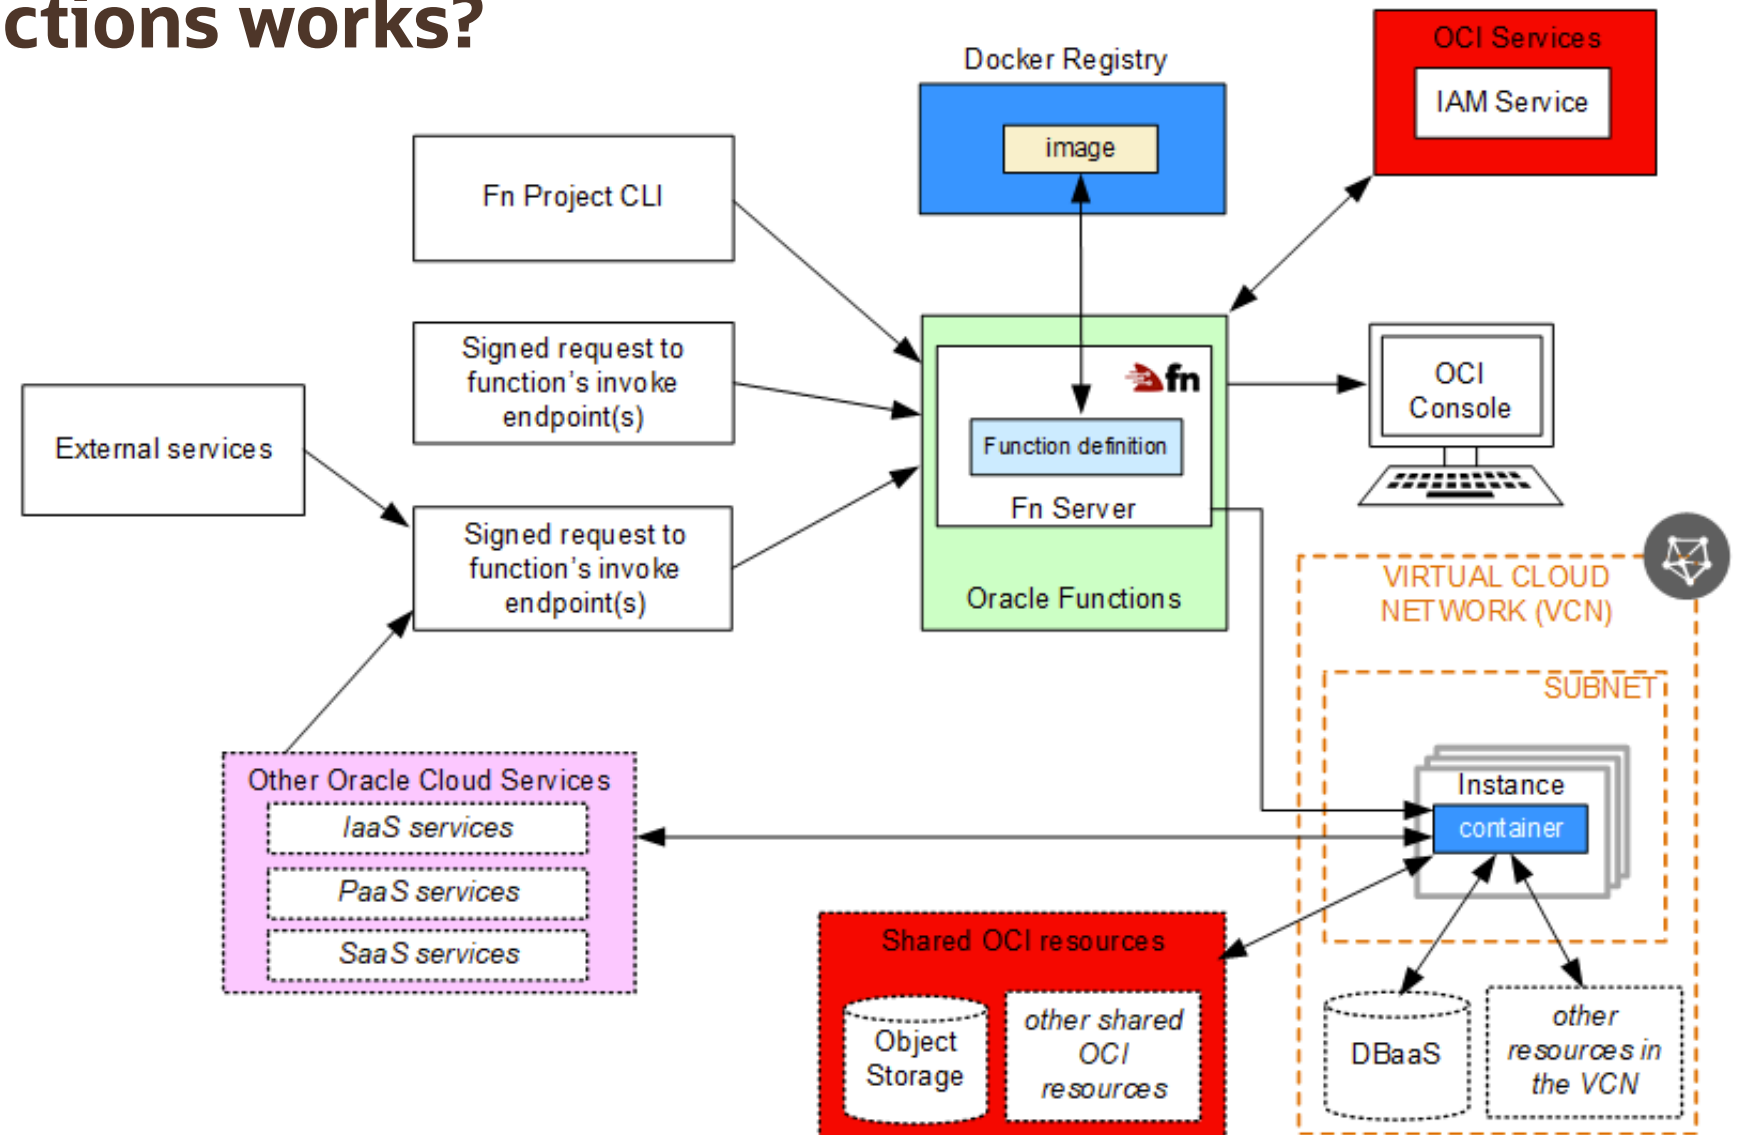 ctions works?
Docker Registry
image
OCI Services
IAM Service
Fn Project CLI
Signed request to
function's invoke
endpoint(s)
External services
Signed request to
function's invoke
endpoint(s)
fn
Function definition
Fn Server
Oracle Functions
OCI
Console
VIRTUAL CLOUD
NETWORK (VCN)
SUBNET
Instance
container
Other Oracle Cloud Services
IaaS services
PaaS services
SaaS services
Shared OCI resources
Object
Storage
other shared
OCI
resources
DBaaS
other
resources in
the VCN